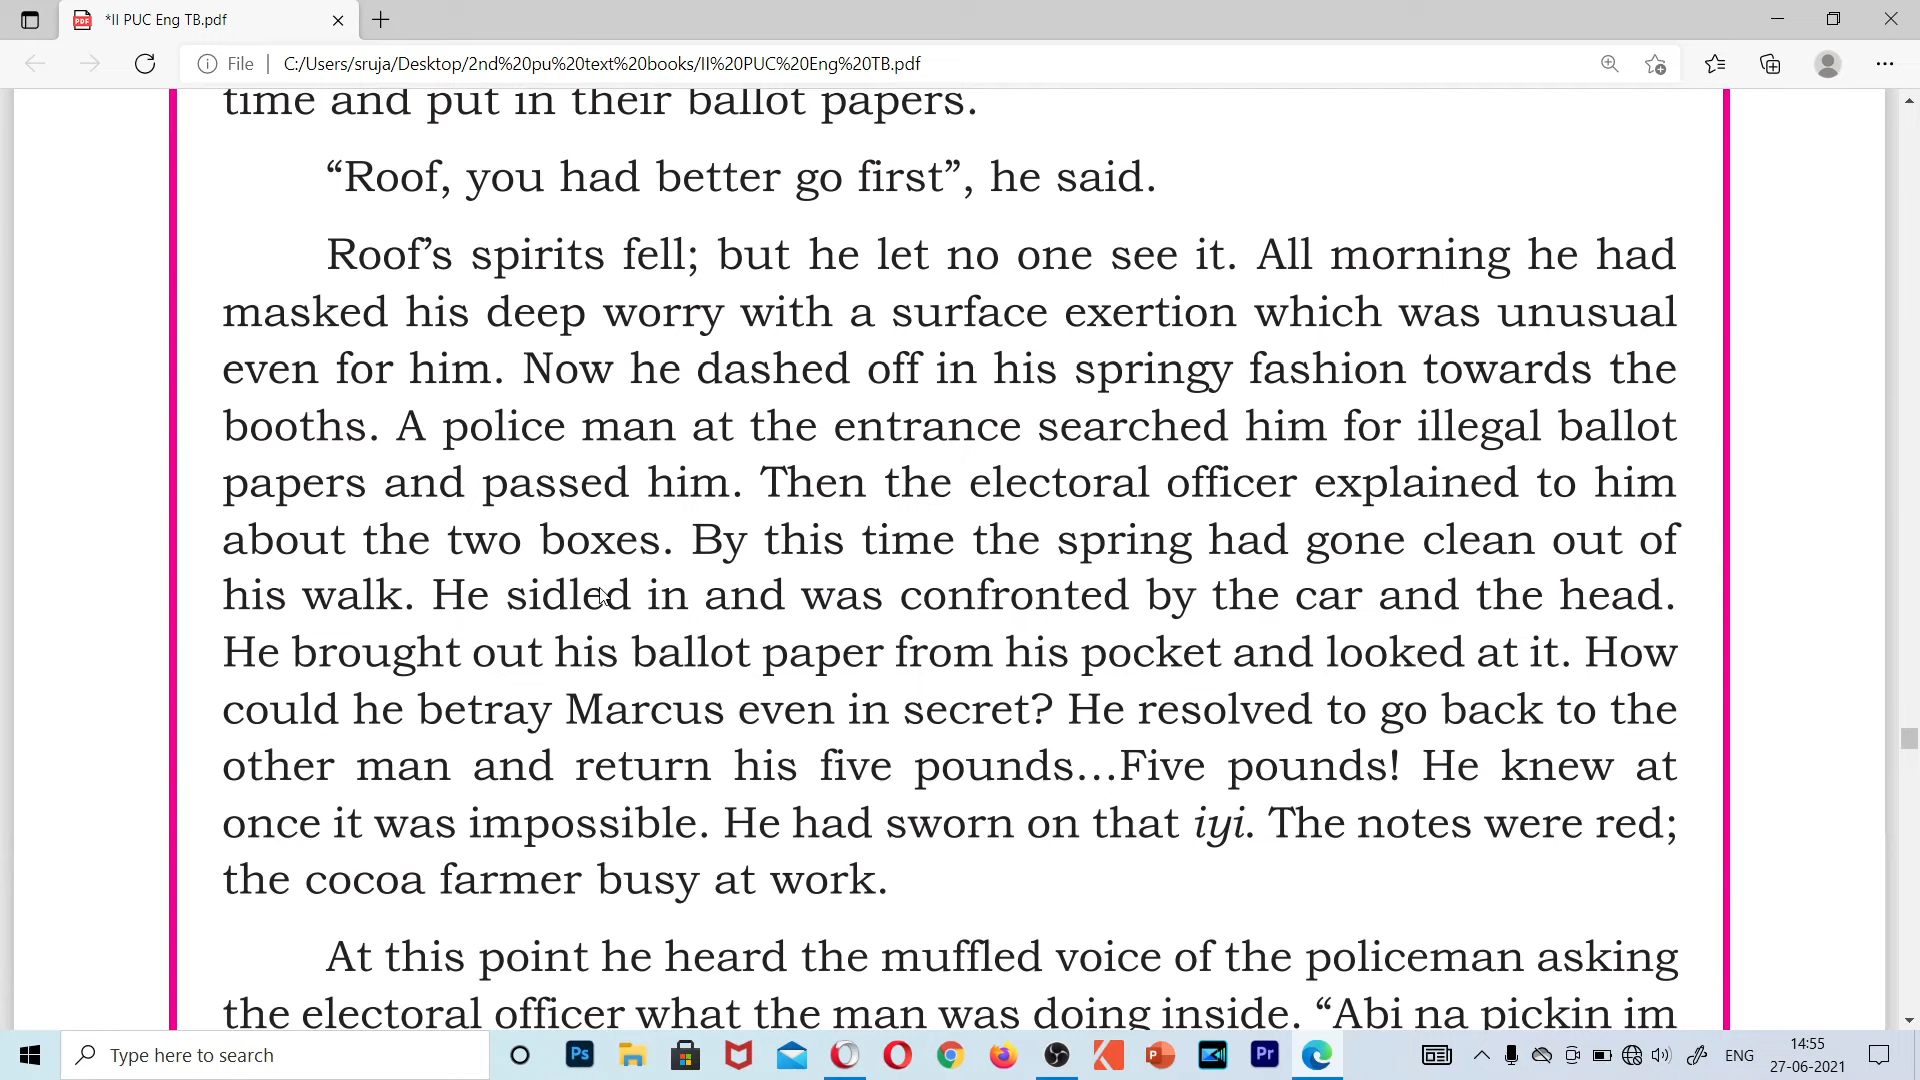 *II PUC Eng TB.pdf
File
C:/Users/sruja/Desktop/2nd%20pu%20text%20books/II%20PUC%20Eng%20TB.pdf
time and put in their ballot papers.
“Roof, you had better go first”, he said.
Roof’s spirits fell; but he let no one see it. All morning he had
masked his deep worry with a surface exertion which was unusual
even for him. Now he dashed off in his springy fashion towards the
booths. A police man at the entrance searched him for illegal ballot
papers and passed him. Then the electoral officer explained to him
about the two boxes. By this time the spring had gone clean out of
his walk. He sidled in and was confronted by the car and the head.
He brought out his ballot paper from his pocket and looked at it. How
could he betray Marcus even in secret? He resolved to go back to the
other man and return his five pounds...Five pounds! He knew at
once it was impossible. He had sworn on that iyi. The notes were red;
the cocoa farmer busy at work.
At this point he heard the muffled voice of the policeman asking
the electoral officer what the man was doing inside. “Abi na pickin im
Type here to search
Ps
Pr
ENG
14:55
27-06-2021